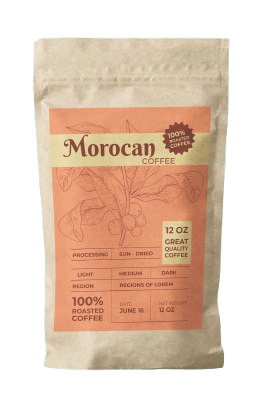 Morocan
COFFEE
100%
ROASTED
COFFEE
12 OZ
GREAT
QUALITY
COFFEE
PROCESSING SUN - DRIED
LIGHT MEDIUM DARK
REGION REGIONS OF LOREM
100%
ROASTED
COFFEE
DATE
JUNE 16
NET WEIGHT
12 OZ